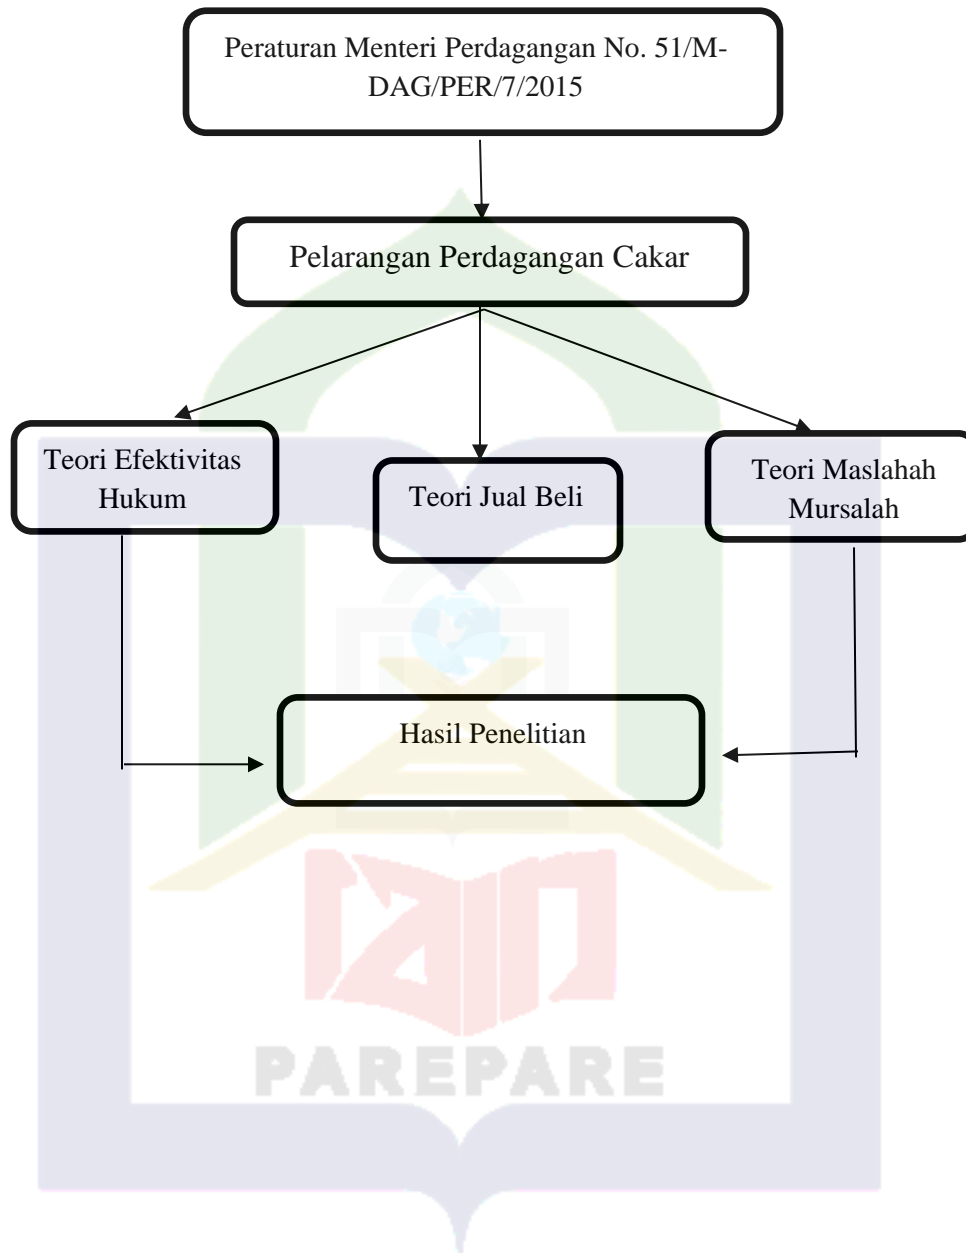 Peraturan Menteri Perdagangan No. 51/M-
DAG/PER/7/2015
Pelarangan Perdagangan Cakar
Teori Efektivitas
Hukum
Teori Jual Beli
Teori Maslahah
Mursalah
Hasil Penelitian
iain
PAREPARE